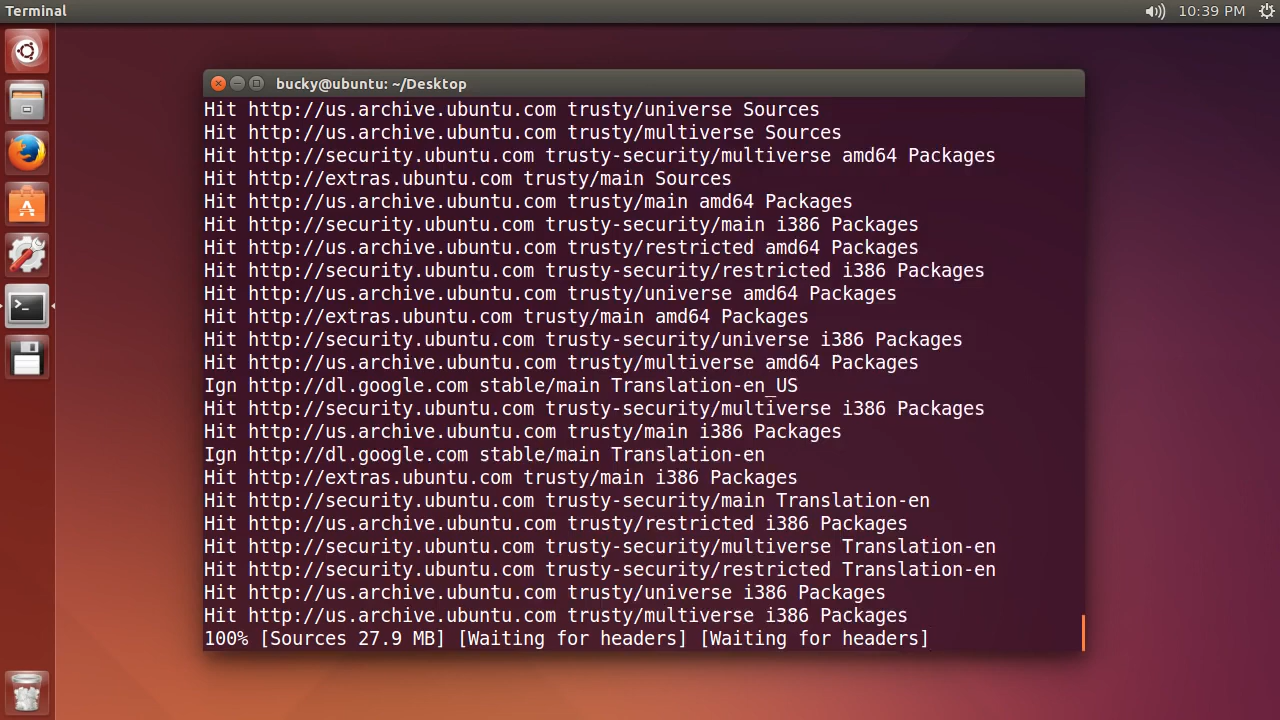 Terminal
10:39 PM
bucky@ubuntu: ~/Desktop
Hit http://us.archive.ubuntu.com trusty/universe Sources
Hit http://us.archive.ubuntu.com trusty/multiverse Sources
Hit http://security.ubuntu.com trusty-security/multiverse amd64 Packages
Hit http://extras.ubuntu.com trusty/main Sources
Hit http://us.archive.ubuntu.com trusty/main amd64 Packages
Hit http://security.ubuntu.com trusty-security/main i386 Packages
Hit http://us.archive.ubuntu.com trusty/restricted amd64 Packages
Hit http://security.ubuntu.com trusty-security/restricted i386 Packages
Hit http://us.archive.ubuntu.com trusty/universe amd64 Packages
Hit http://extras.ubuntu.com trusty/main amd64 Packages
Hit http://security.ubuntu.com trusty-security/universe i386 Packages
Hit http://us.archive.ubuntu.com trusty/multiverse amd64 Packages
Ign http://dl.google.com stable/main Translation-en_US
Hit http://security.ubuntu.com trusty-security/multiverse i386 Packages
Hit http://us.archive.ubuntu.com trusty/main i386 Packages
Ign http://dl.google.com stable/main Translation-en
Hit http://extras.ubuntu.com trusty/main i386 Packages
Hit http://security.ubuntu.com trusty-security/main Translation-en
Hit http://us.archive.ubuntu.com trusty/restricted i386 Packages
Hit http://security.ubuntu.com trusty-security/multiverse Translation-en
Hit http://security.ubuntu.com trusty-security/restricted Translation-en
Hit http://us.archive.ubuntu.com trusty/universe i386 Packages
Hit http://us.archive.ubuntu.com trusty/multiverse i386 Packages
100% [Sources 27.9 MB] [Waiting for headers] [Waiting for headers]